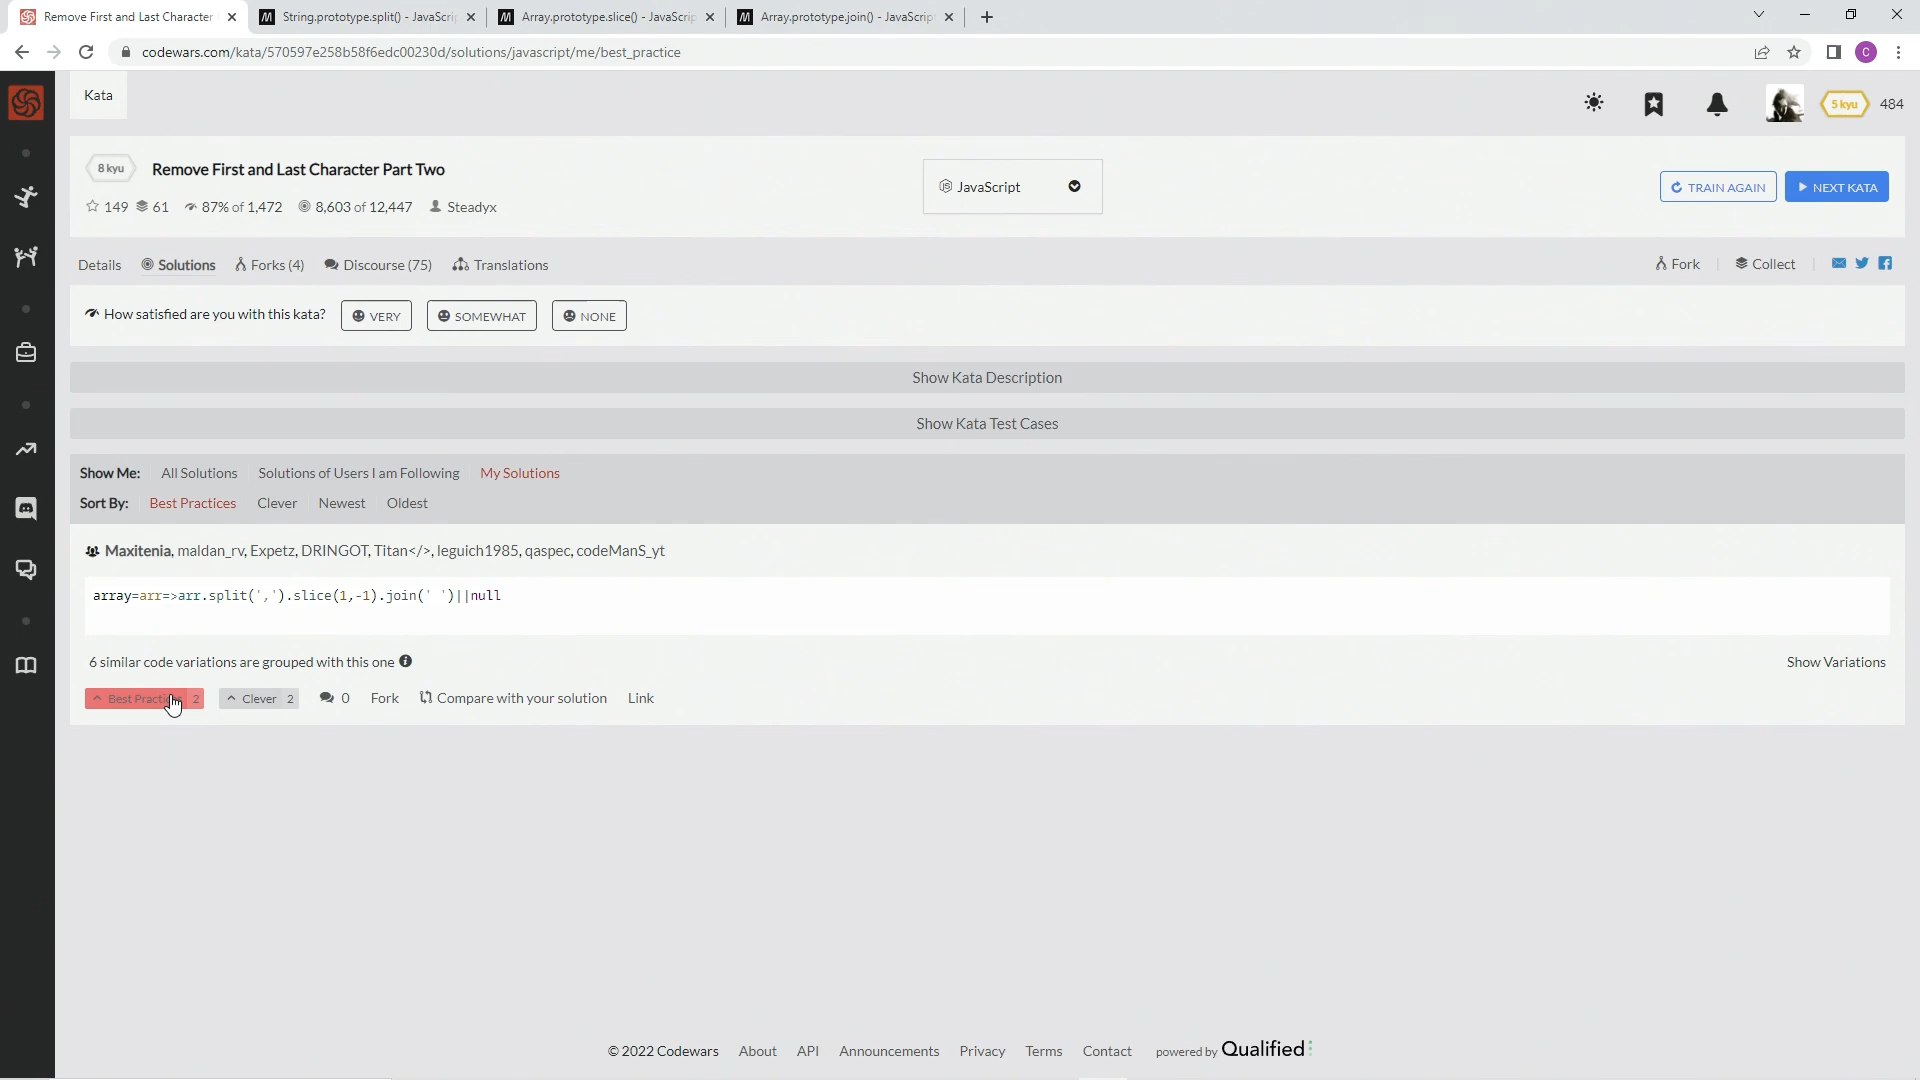 Remove First and Last Character
String.prototype.split() - JavaScrip
Array.prototype.slice() - JavaScrip
Array.prototype.join() - JavaScrip
codewars.com/kata/570597e258b58f6edc00230d/solutions/javascript/me/best_practice
C
Kata
5 kyu
484
8 kyu
Remove First and Last Character Part Two
149 61 87% of 1,472 8,603 of 12,447 Steadyx
JavaScript
TRAIN AGAIN
NEXT KATA
Details Solutions Forks (4) Discourse (75) Translations
Fork Collect
How satisfied are you with this kata? VERY SOMEWHAT NONE
Show Kata Description
Show Kata Test Cases
Show Me: All Solutions Solutions of Users I am Following My Solutions
Sort By: Best Practices Clever Newest Oldest
Maxitenia, maldan_rv, Expetz, DRINGOT, Titan</>, leguich1985, qaspec, codeManS_yt
array=arr=>arr.split(',').slice(1,-1).join(' ')||null
6 similar code variations are grouped with this one
Show Variations
Best Practic 2 Clever 2 0 Fork Compare with your solution Link
© 2022 Codewars About API Announcements Privacy Terms Contact powered by Qualified